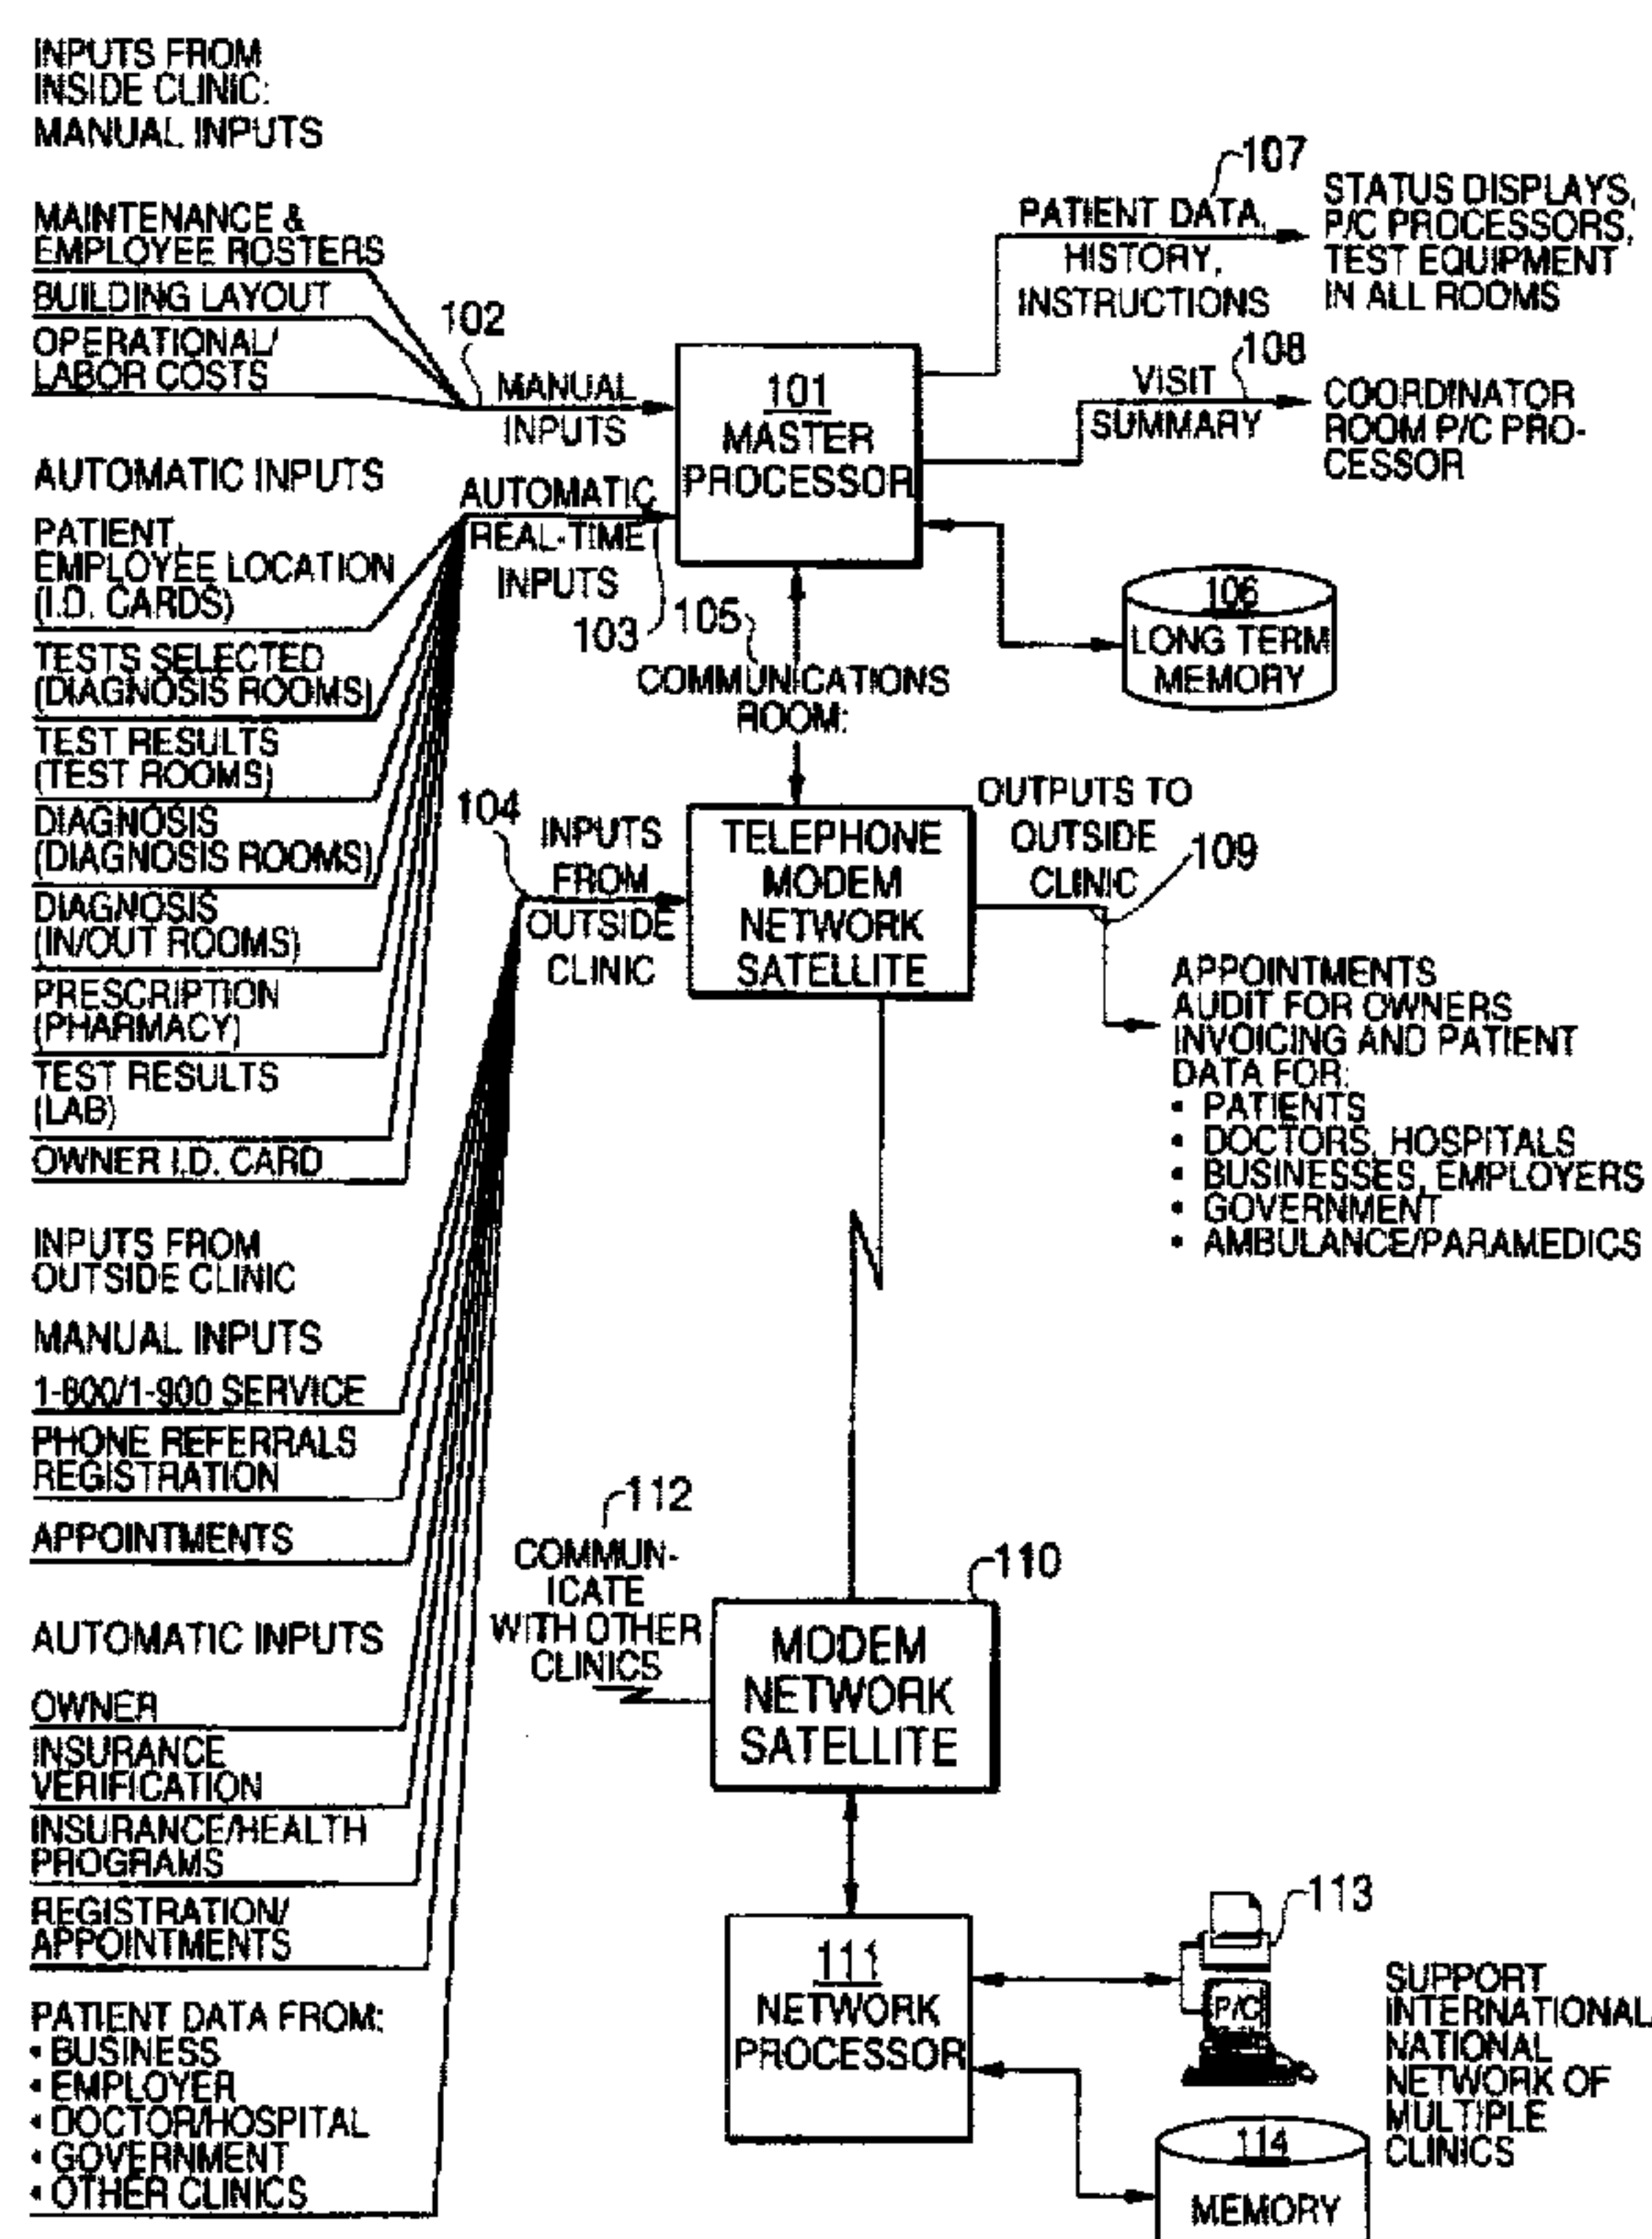 INPUTS FROM
INSIDE CLINIC:
MANUAL INPUTS
MAINTENANCE &
EMPLOYEE ROSTERS
BUILDING LAYOUT
OPERATIONAL/
LABOR COSTS
102
MANUAL
INPUTS
AUTOMATIC INPUTS
PATIENT,
EMPLOYEE LOCATION
(I.D. CARDS)
TESTS SELECTED
(DIAGNOSIS ROOMS)
TEST RESULTS
(TEST ROOMS)
DIAGNOSIS
(DIAGNOSIS ROOMS)
DIAGNOSIS
(IN/OUT ROOMS)
PRESCRIPTION
(PHARMACY)
TEST RESULTS
(LAB)
OWNER I.D. CARD
AUTOMATIC
REAL-TIME
INPUTS
103
101
MASTER
PROCESSOR
107
PATIENT DATA,
HISTORY,
INSTRUCTIONS
STATUS DISPLAYS,
P/C PROCESSORS,
TEST EQUIPMENT
IN ALL ROOMS
108
VISIT
SUMMARY
COORDINATOR
ROOM P/C PRO-
CESSOR
106
LONG TERM
MEMORY
105
COMMUNICATIONS
ROOM:
INPUTS FROM
OUTSIDE CLINIC
MANUAL INPUTS
1-800/1-900 SERVICE
PHONE REFERRALS
REGISTRATION
APPOINTMENTS
AUTOMATIC INPUTS
OWNER
INSURANCE
VERIFICATION
INSURANCE/HEALTH
PROGRAMS
REGISTRATION/
APPOINTMENTS
PATIENT DATA FROM:
• BUSINESS
• EMPLOYER
• DOCTOR/HOSPITAL
• GOVERNMENT
• OTHER CLINICS
104
INPUTS
FROM
OUTSIDE
CLINIC
TELEPHONE
MODEM
NETWORK
SATELLITE
OUTPUTS TO
OUTSIDE
CLINIC
109
APPOINTMENTS
AUDIT FOR OWNERS
INVOICING AND PATIENT
DATA FOR:
• PATIENTS
• DOCTORS, HOSPITALS
• BUSINESSES, EMPLOYERS
• GOVERNMENT
• AMBULANCE/PARAMEDICS
112
COMMUN-
ICATE
WITH OTHER
CLINICS
110
MODEM
NETWORK
SATELLITE
111
NETWORK
PROCESSOR
113
P/C
SUPPORT
INTERNATIONAL
NATIONAL
NETWORK OF
MULTIPLE
CLINICS
114
MEMORY